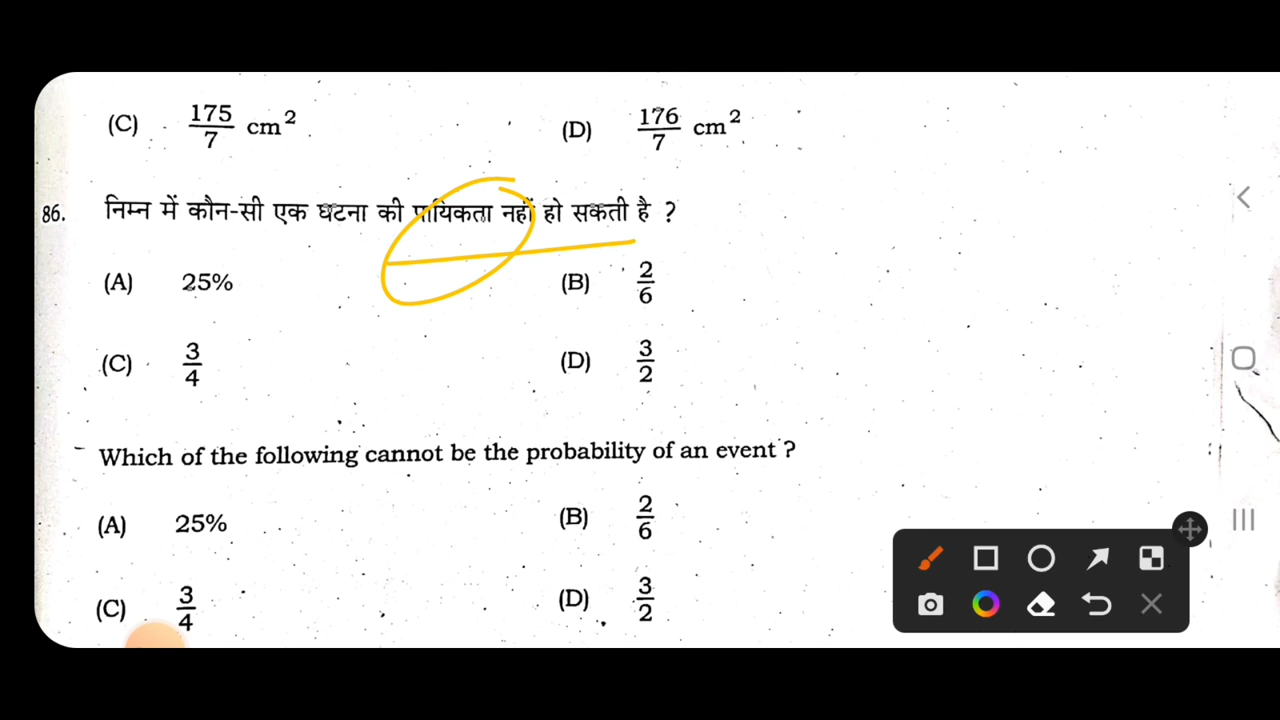 (C) 175/7 cm² (D) 176/7 cm²
86. निम्न में कौन-सी एक घटना की प्रायिकता नहीं हो सकती है ?
(A) 25% (B) 2/6
(C) 3/4 (D) 3/2
Which of the following cannot be the probability of an event ?
(A) 25% (B) 2/6
(C) 3/4 (D) 3/2